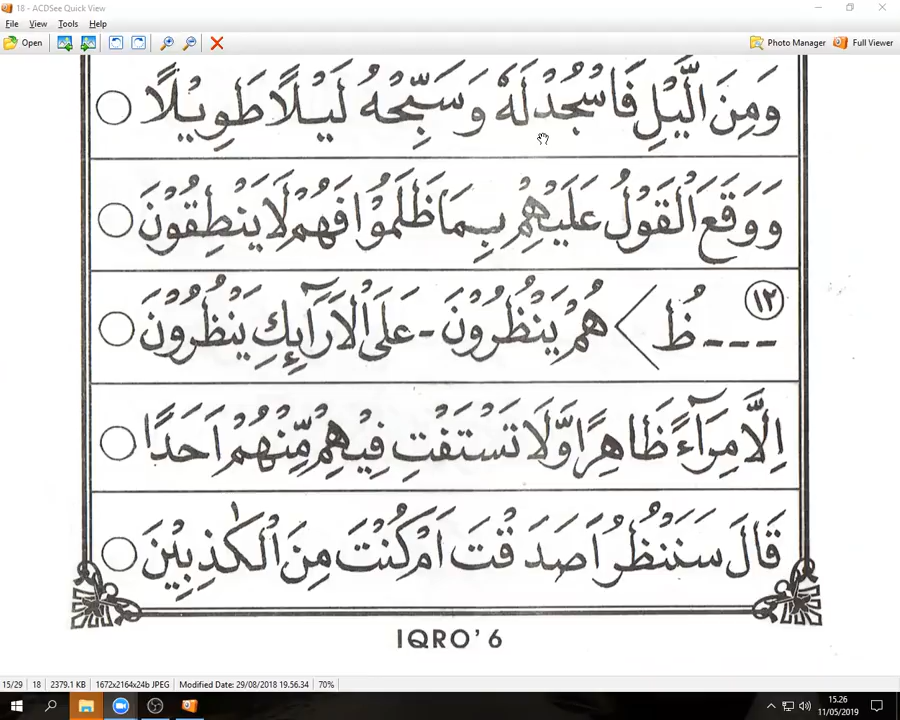 18 - ACDSee Quick View
File View Tools Help
Open Photo Manager Full Viewer
وَمِنَ الَّيْلِ فَاسْجُدْ لَهٗ وَسَبِّحْهُ لَيْلًا طَوِيْلًا
وَوَقَعَ الْقَوْلُ عَلَيْهِمْ بِمَا ظَلَمُوْا فَهُمْ لَا يَنْطِقُوْنَ
١٢ --- ظُ > هُمْ يَنْظُرُوْنَ - عَلَى الْاَرَآئِكِ يَنْظُرُوْنَ
اِلَّا مِرَآءً ظَاهِرًا وَّلَا تَسْتَفْتِ فِيْهِمْ مِّنْهُمْ اَحَدًا
قَالَ سَنَنْظُرُ اَصَدَ قْتَ اَمْ كُنْتَ مِنَ الْكٰذِبِيْنَ
IQRO' 6
15/29 18 2379.1 KB 1672x2164x24b JPEG Modified Date: 29/08/2018 19.56.34 70%
15.26
11/05/2019